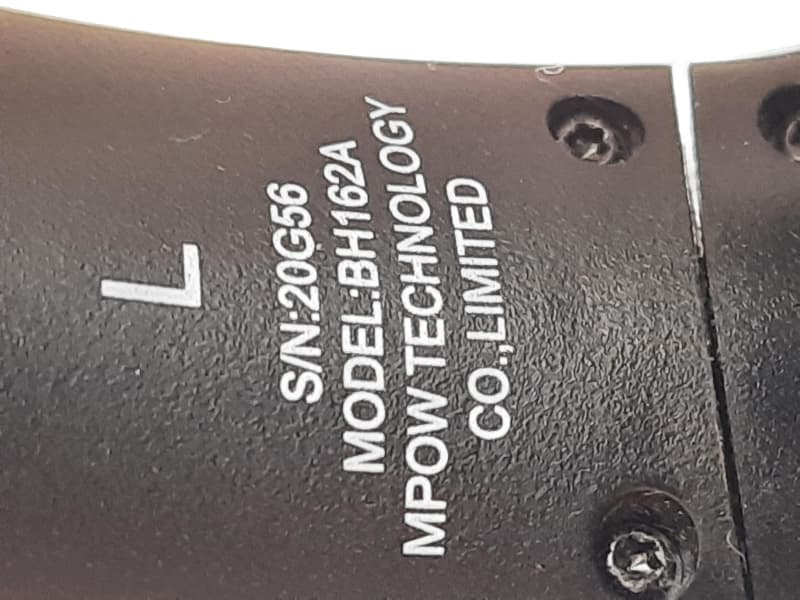 L
S/N:20G56
MODEL:BH162A
MPOW TECHNOLOGY
CO.,LIMITED